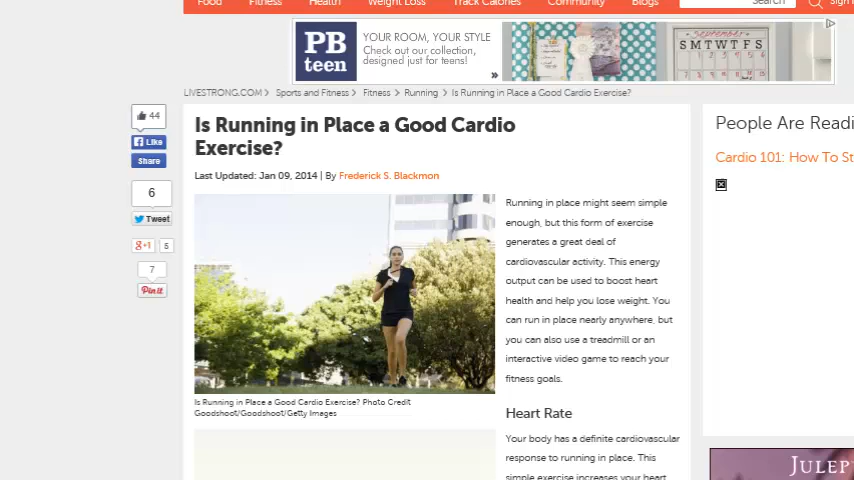 Food Fitness Health Weight Loss Track Calories Community Blogs Search Sign
PB teen
YOUR ROOM, YOUR STYLE
Check out our collection,
designed just for teens!
September
S M T W T F S
LIVESTRONG.COM > Sports and Fitness > Fitness > Running > Is Running in Place a Good Cardio Exercise?
44
Like
Share
6
Tweet
g+1 5
7
Pin it
Is Running in Place a Good Cardio
Exercise?
Last Updated: Jan 09, 2014 | By Frederick S. Blackmon
Is Running in Place a Good Cardio Exercise? Photo Credit
Goodshoot/Goodshoot/Getty Images
Running in place might seem simple
enough, but this form of exercise
generates a great deal of
cardiovascular activity. This energy
output can be used to boost heart
health and help you lose weight. You
can run in place nearly anywhere, but
you can also use a treadmill or an
interactive video game to reach your
fitness goals.
Heart Rate
Your body has a definite cardiovascular
response to running in place. This
simple exercise increases your heart
People Are Readi
Cardio 101: How To St
JULEP